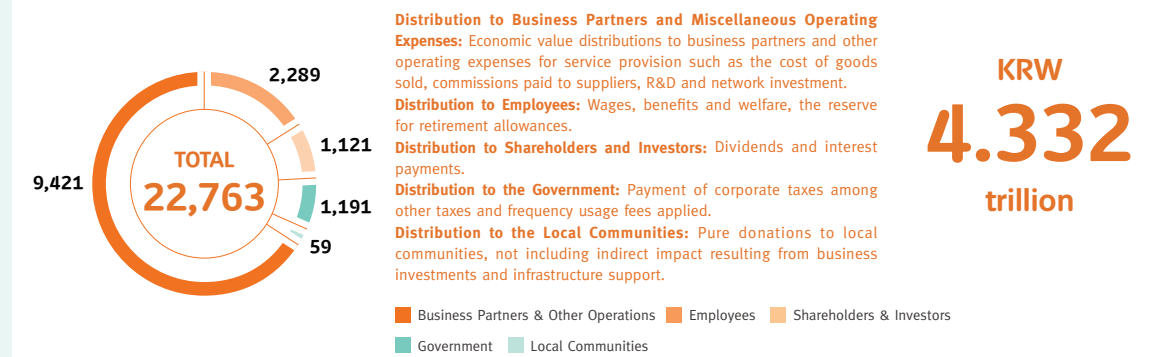 2,289
1,121
9,421
TOTAL
22,763
1,191
59
Distribution to Business Partners and Miscellaneous Operating
Expenses: Economic value distributions to business partners and other
operating expenses for service provision such as the cost of goods
sold, commissions paid to suppliers, R&D and network investment.
Distribution to Employees: Wages, benefits and welfare, the reserve
for retirement allowances.
Distribution to Shareholders and Investors: Dividends and interest
payments.
Distribution to the Government: Payment of corporate taxes among
other taxes and frequency usage fees applied.
Distribution to the Local Communities: Pure donations to local
communities, not including indirect impact resulting from business
investments and infrastructure support.
Business Partners & Other Operations Employees Shareholders & Investors
Government Local Communities
KRW
4.332
trillion